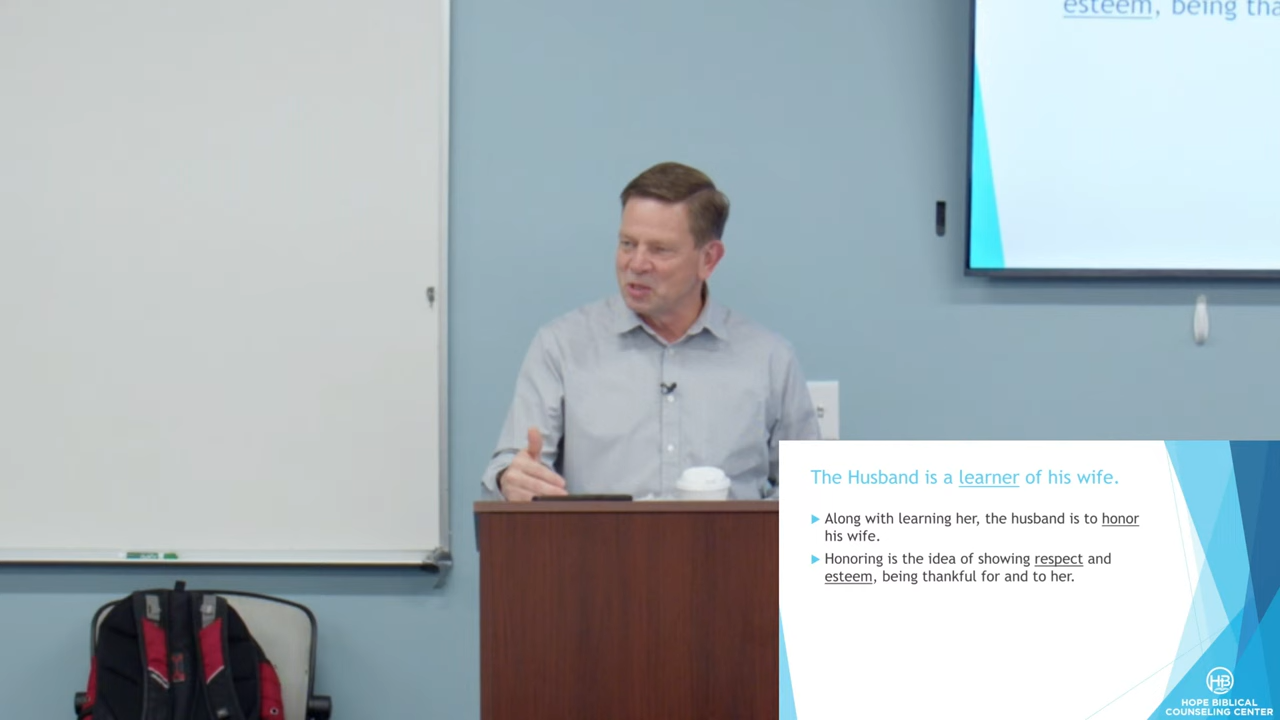 esteem, being tha
The Husband is a learner of his wife.
Along with learning her, the husband is to honor
his wife.
Honoring is the idea of showing respect and
esteem, being thankful for and to her.
HB
HOPE BIBLICAL
COUNSELING CENTER